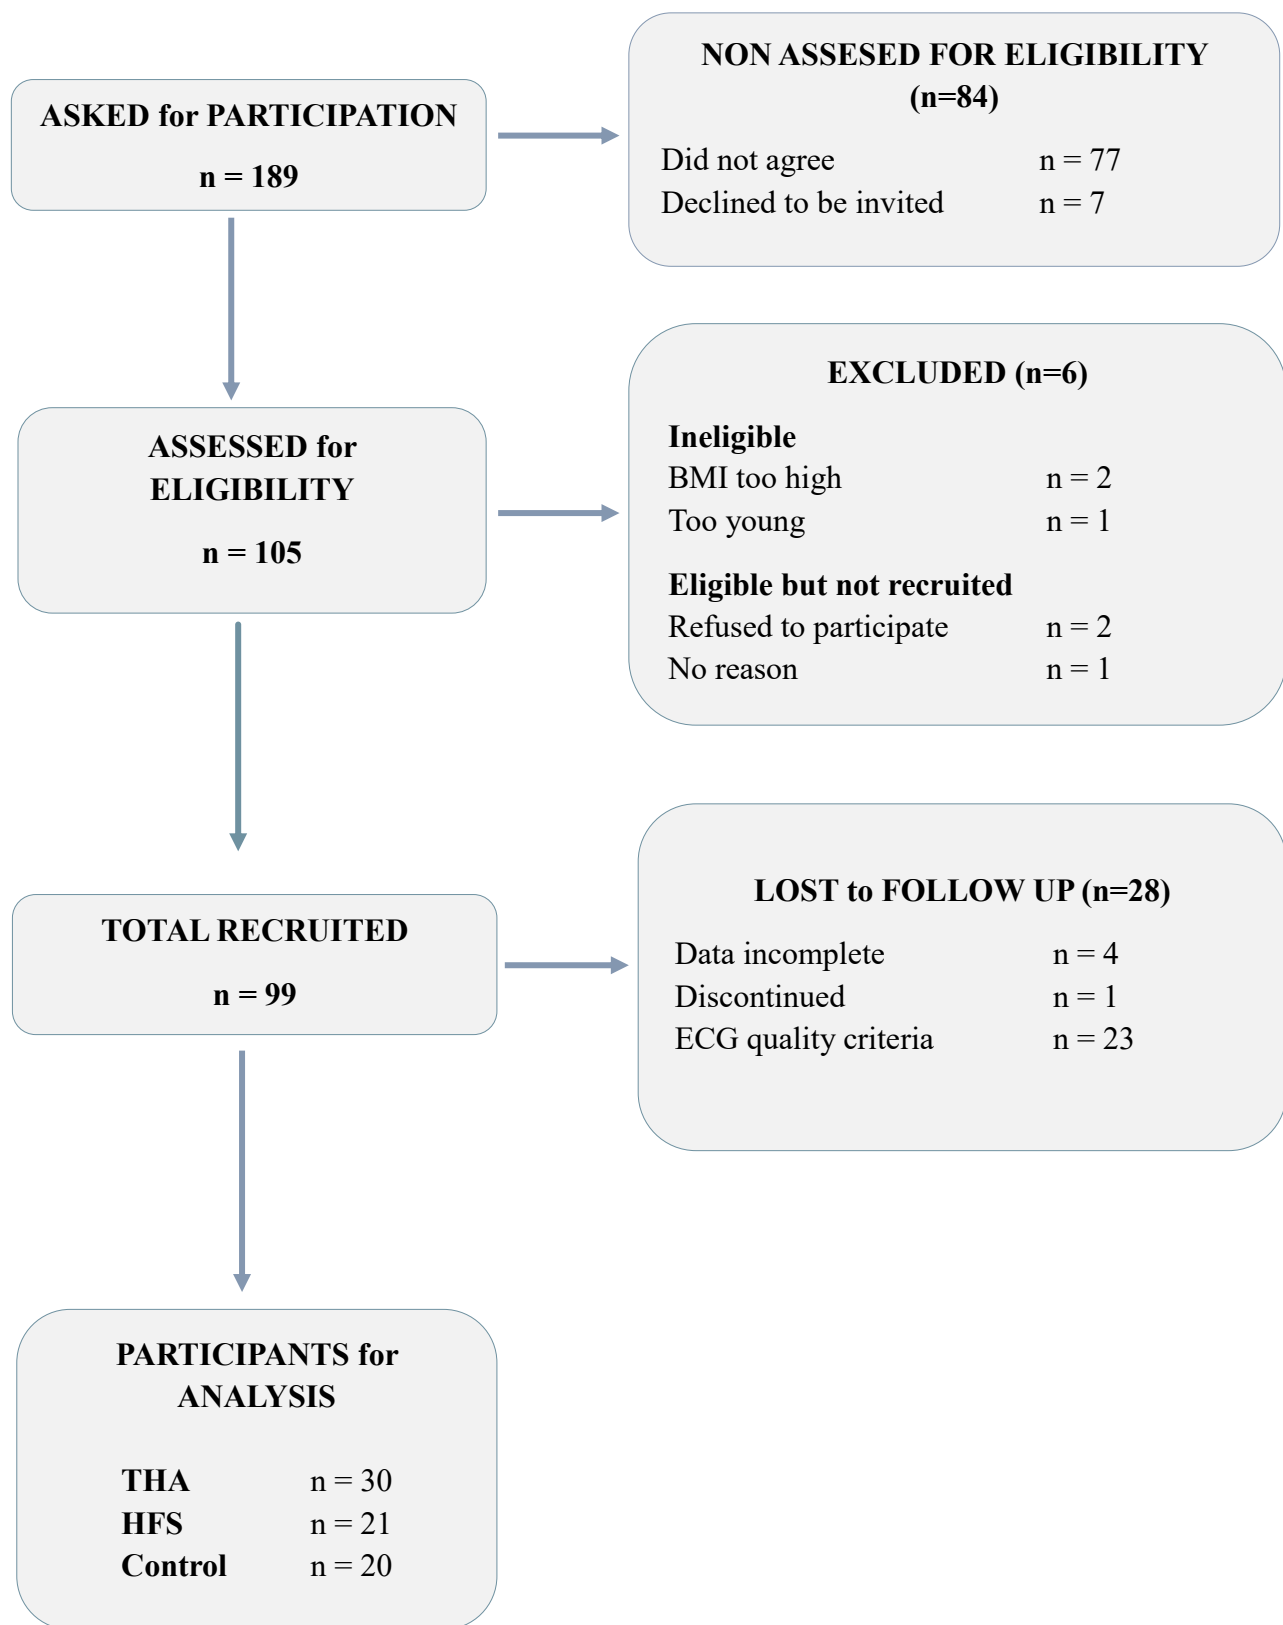 ASKED for PARTICIPATION
n = 189
NON ASSESED FOR ELIGIBILITY
(n=84)
Did not agree n = 77
Declined to be invited n = 7
ASSESSED for
ELIGIBILITY
n = 105
EXCLUDED (n=6)
Ineligible
BMI too high n = 2
Too young n = 1
Eligible but not recruited
Refused to participate n = 2
No reason n = 1
TOTAL RECRUITED
n = 99
LOST to FOLLOW UP (n=28)
Data incomplete n = 4
Discontinued n = 1
ECG quality criteria n = 23
PARTICIPANTS for
ANALYSIS
THA n = 30
HFS n = 21
Control n = 20